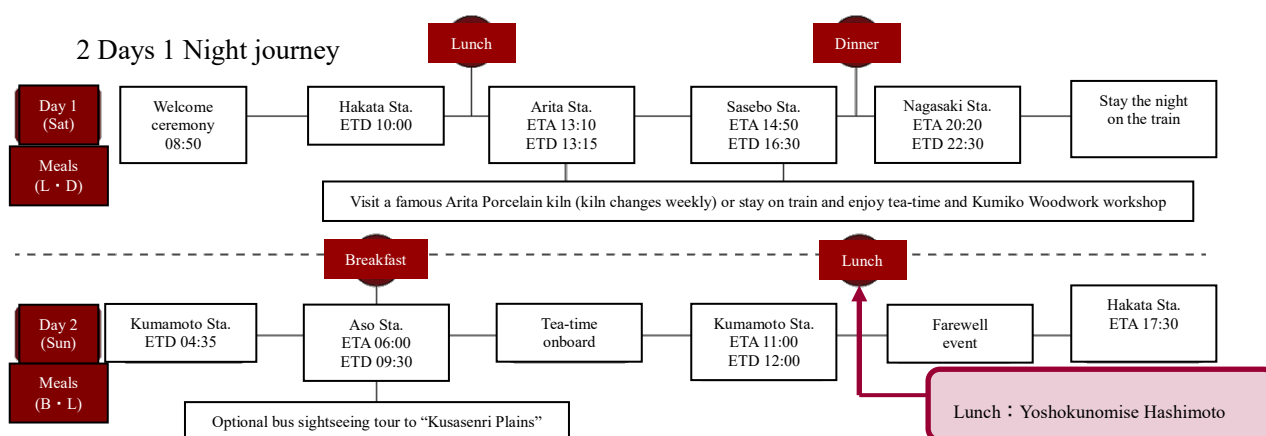 2 Days 1 Night journey
Lunch
Dinner
Day 1
(Sat)
Welcome
ceremony
08:50
Hakata Sta.
ETD 10:00
Arita Sta.
ETA 13:10
ETD 13:15
Sasebo Sta.
ETA 14:50
ETD 16:30
Nagasaki Sta.
ETA 20:20
ETD 22:30
Stay the night
on the train
Meals
(L・D)
Visit a famous Arita Porcelain kiln (kiln changes weekly) or stay on train and enjoy tea-time and Kumiko Woodwork workshop
Breakfast
Lunch
Day 2
(Sun)
Kumamoto Sta.
ETD 04:35
Aso Sta.
ETA 06:00
ETD 09:30
Tea-time
onboard
Kumamoto Sta.
ETA 11:00
ETD 12:00
Farewell
event
Hakata Sta.
ETA 17:30
Meals
(B・L)
Optional bus sightseeing tour to “Kusasenri Plains”
Lunch：Yoshokunomise Hashimoto